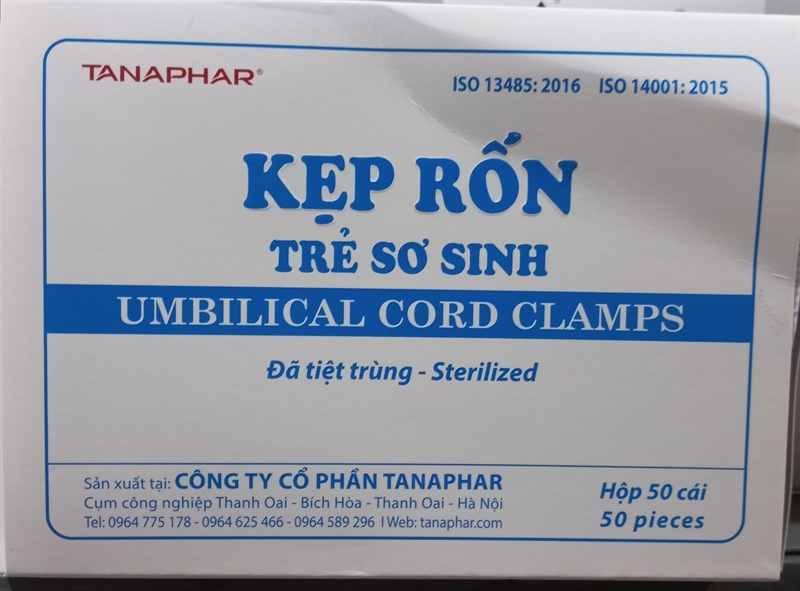 TANAPHAR®
ISO 13485: 2016 ISO 14001: 2015
KẸP RỐN
TRẺ SƠ SINH
UMBILICAL CORD CLAMPS
Đã tiệt trùng - Sterilized
Sản xuất tại: CÔNG TY CỔ PHẦN TANAPHAR
Cụm công nghiệp Thanh Oai - Bích Hòa - Thanh Oai - Hà Nội
Tel: 0964 775 178 - 0964 625 466 - 0964 589 296 I Web: tanaphar.com
Hộp 50 cái
50 pieces